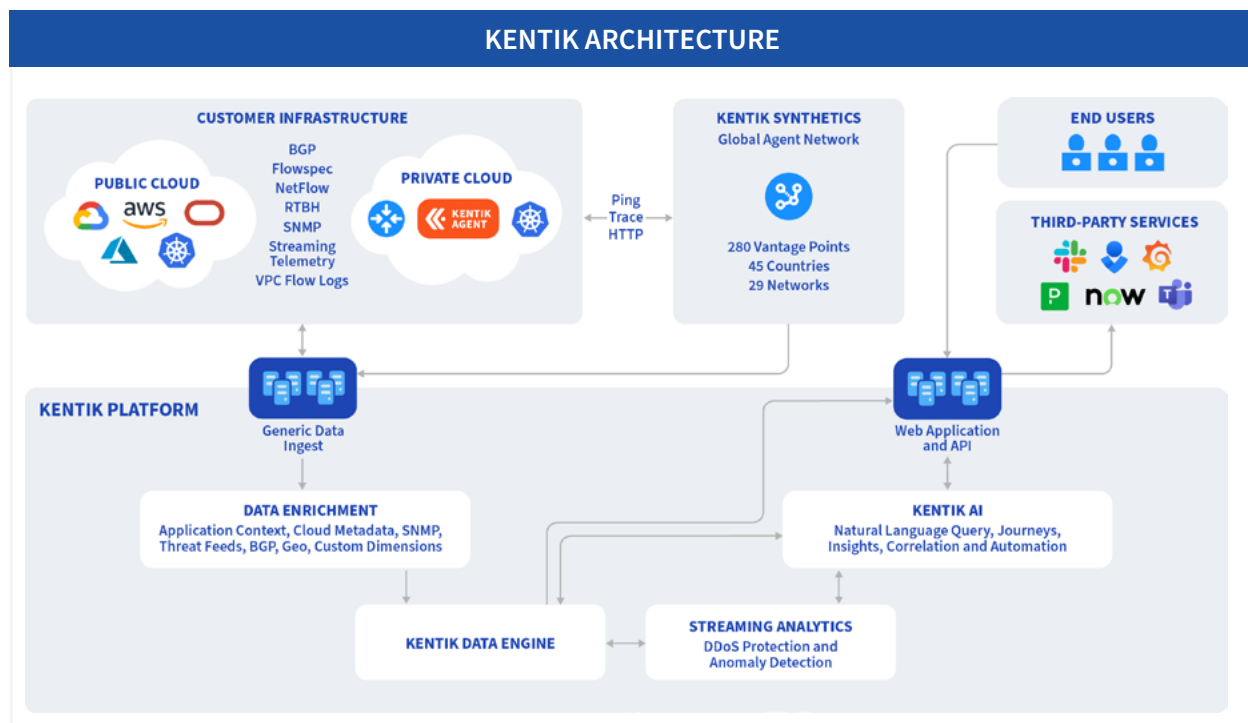 KENTIK ARCHITECTURE
CUSTOMER INFRASTRUCTURE
PUBLIC CLOUD
aws
BGP
Flowspec
NetFlow
RTBH
SNMP
Streaming
Telemetry
VPC Flow Logs
PRIVATE CLOUD
KENTIK
AGENT
Ping
Trace
HTTP
KENTIK SYNTHETICS
Global Agent Network
280 Vantage Points
45 Countries
29 Networks
END USERS
THIRD-PARTY SERVICES
P
now
T
KENTIK PLATFORM
Generic Data
Ingest
Web Application
and API
DATA ENRICHMENT
Application Context, Cloud Metadata, SNMP,
Threat Feeds, BGP, Geo, Custom Dimensions
KENTIK AI
Natural Language Query, Journeys,
Insights, Correlation and Automation
KENTIK DATA ENGINE
STREAMING ANALYTICS
DDoS Protection and
Anomaly Detection